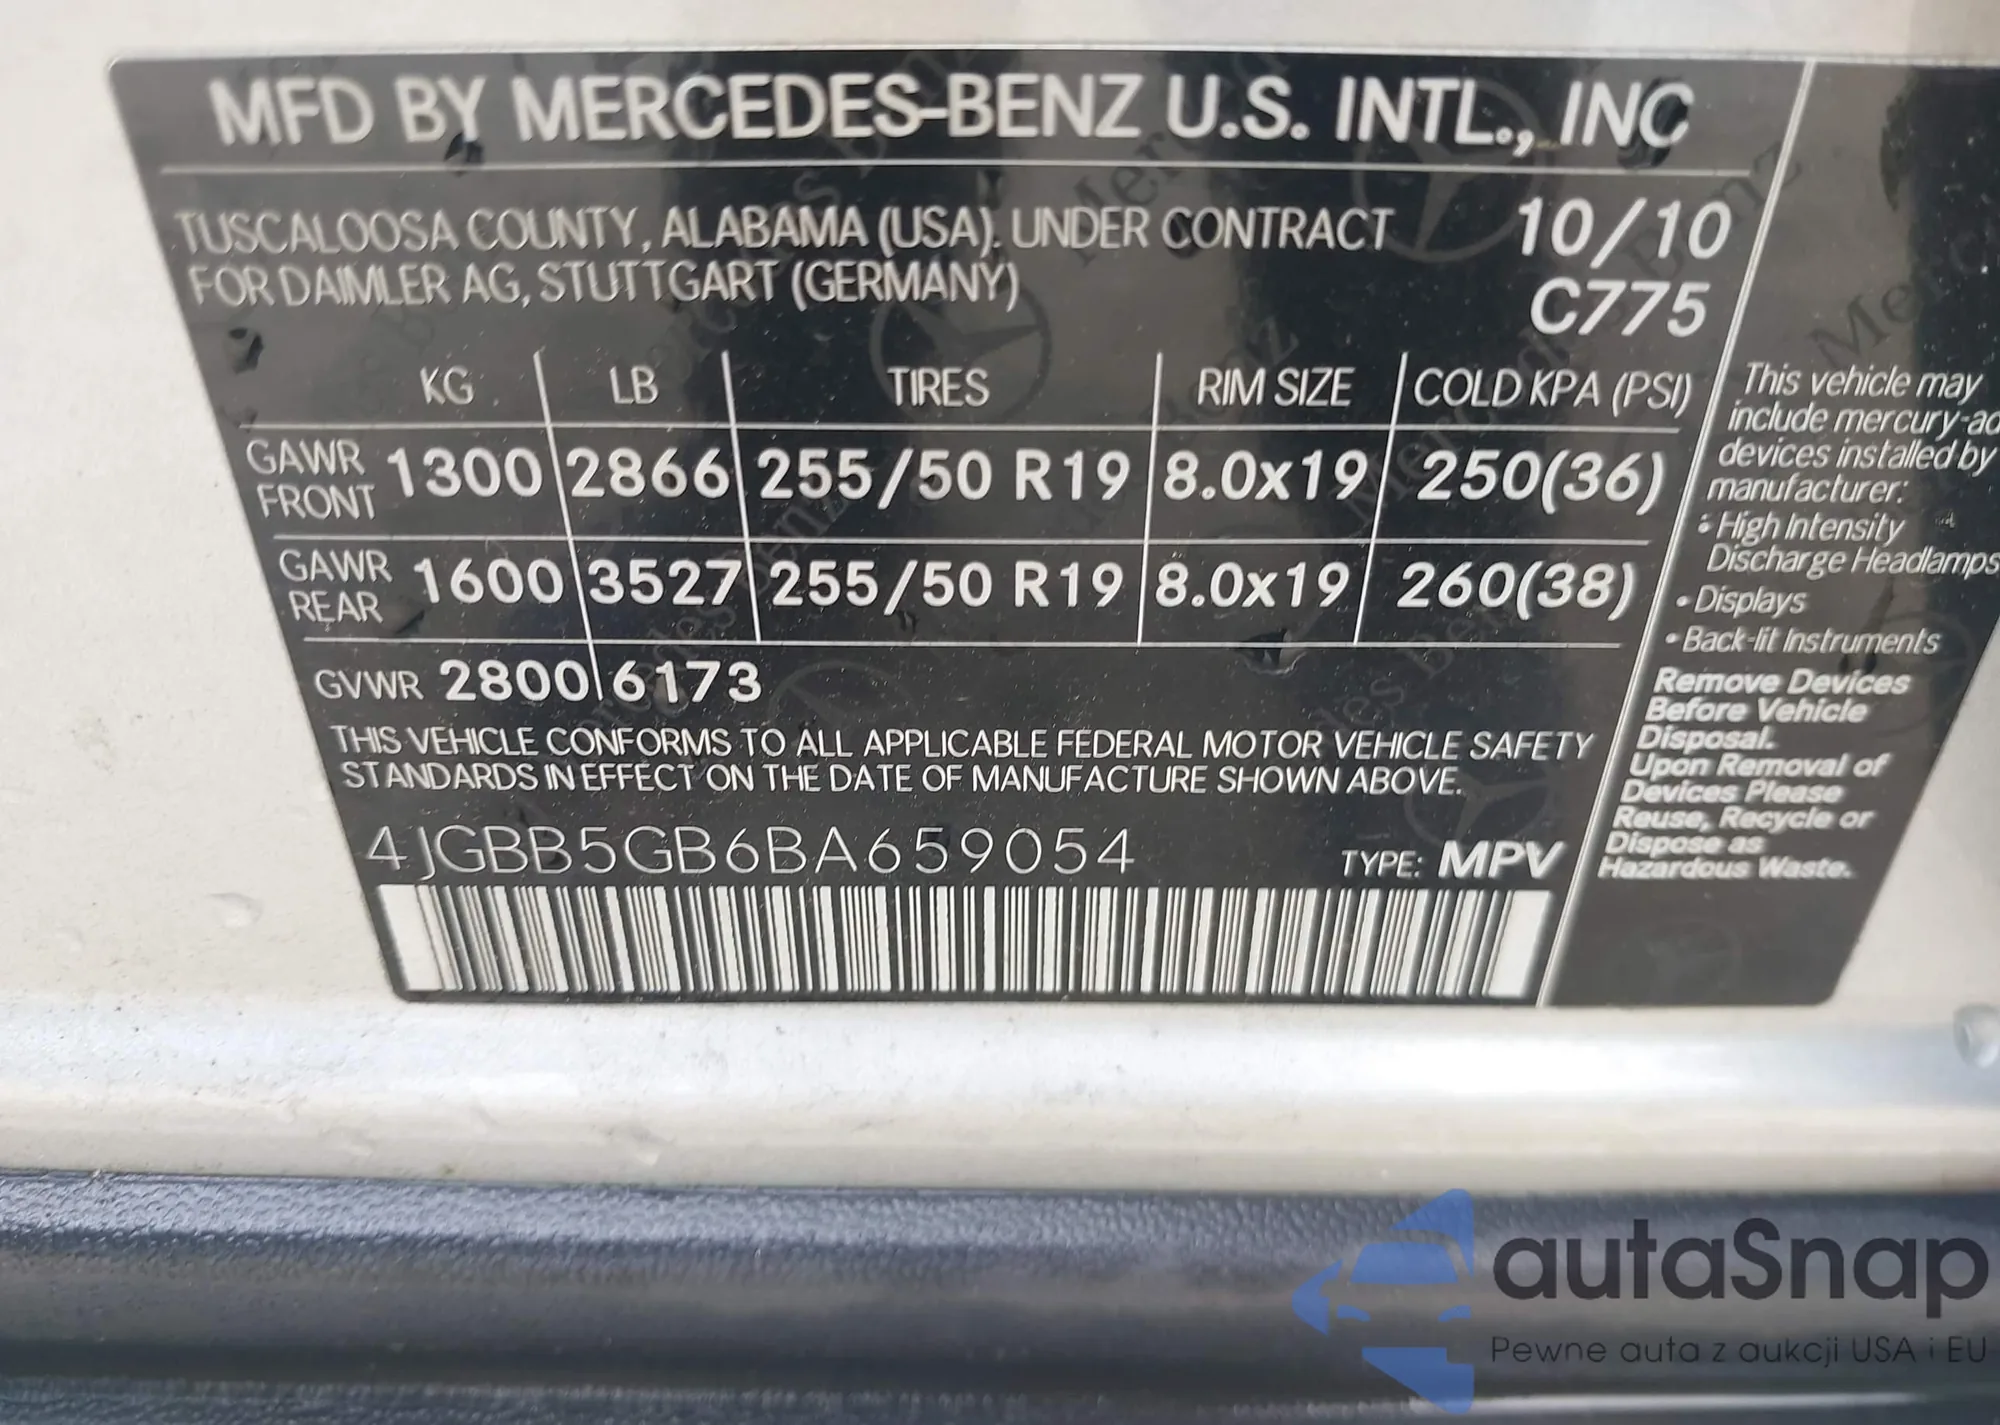 MFD BY MERCEDES-BENZ U.S. INTL., INC
TUSCALOOSA COUNTY, ALABAMA (USA). UNDER CONTRACT 10/10
FOR DAIMLER AG, STUTTGART (GERMANY) C775
KG LB TIRES RIM SIZE COLD KPA (PSI)
GAWR FRONT 1300 2866 255/50 R19 8.0x19 250(36)
GAWR REAR 1600 3527 255/50 R19 8.0x19 260(38)
GVWR 2800 6173
THIS VEHICLE CONFORMS TO ALL APPLICABLE FEDERAL MOTOR VEHICLE SAFETY
STANDARDS IN EFFECT ON THE DATE OF MANUFACTURE SHOWN ABOVE.
4JGBB5GB6BA659054 TYPE: MPV
This vehicle may
include mercury-ad
devices installed by
manufacturer:
• High Intensity
Discharge Headlamps
• Displays
• Back-lit Instruments
Remove Devices
Before Vehicle
Disposal.
Upon Removal of
Devices Please
Reuse, Recycle or
Dispose as
Hazardous Waste.
autaSnap
Pewne auta z aukcji USA i EU